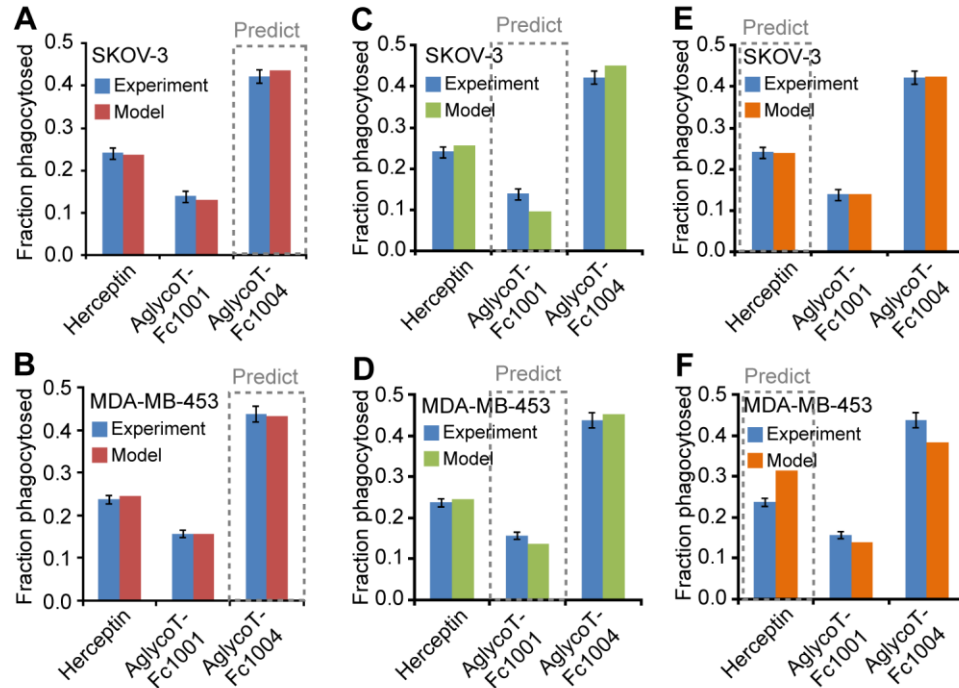 A
Predict
Fraction phagocytosed
0.5
0.4
0.3
0.2
0.1
0.0
SKOV-3
Experiment
Model
Herceptin
AglycoT-
Fc1001
AglycoT-
Fc1004
C
Predict
Fraction phagocytosed
0.5
0.4
0.3
0.2
0.1
0.0
SKOV-3
Experiment
Model
Herceptin
AglycoT-
Fc1001
AglycoT-
Fc1004
E
Predict
Fraction phagocytosed
0.5
0.4
0.3
0.2
0.1
0.0
SKOV-3
Experiment
Model
Herceptin
AglycoT-
Fc1001
AglycoT-
Fc1004
B
Predict
Fraction phagocytosed
0.5
0.4
0.3
0.2
0.1
0.0
MDA-MB-453
Experiment
Model
Herceptin
AglycoT-
Fc1001
AglycoT-
Fc1004
D
Predict
Fraction phagocytosed
0.5
0.4
0.3
0.2
0.1
0.0
MDA-MB-453
Experiment
Model
Herceptin
AglycoT-
Fc1001
AglycoT-
Fc1004
F
Predict
Fraction phagocytosed
0.5
0.4
0.3
0.2
0.1
0.0
MDA-MB-453
Experiment
Model
Herceptin
AglycoT-
Fc1001
AglycoT-
Fc1004